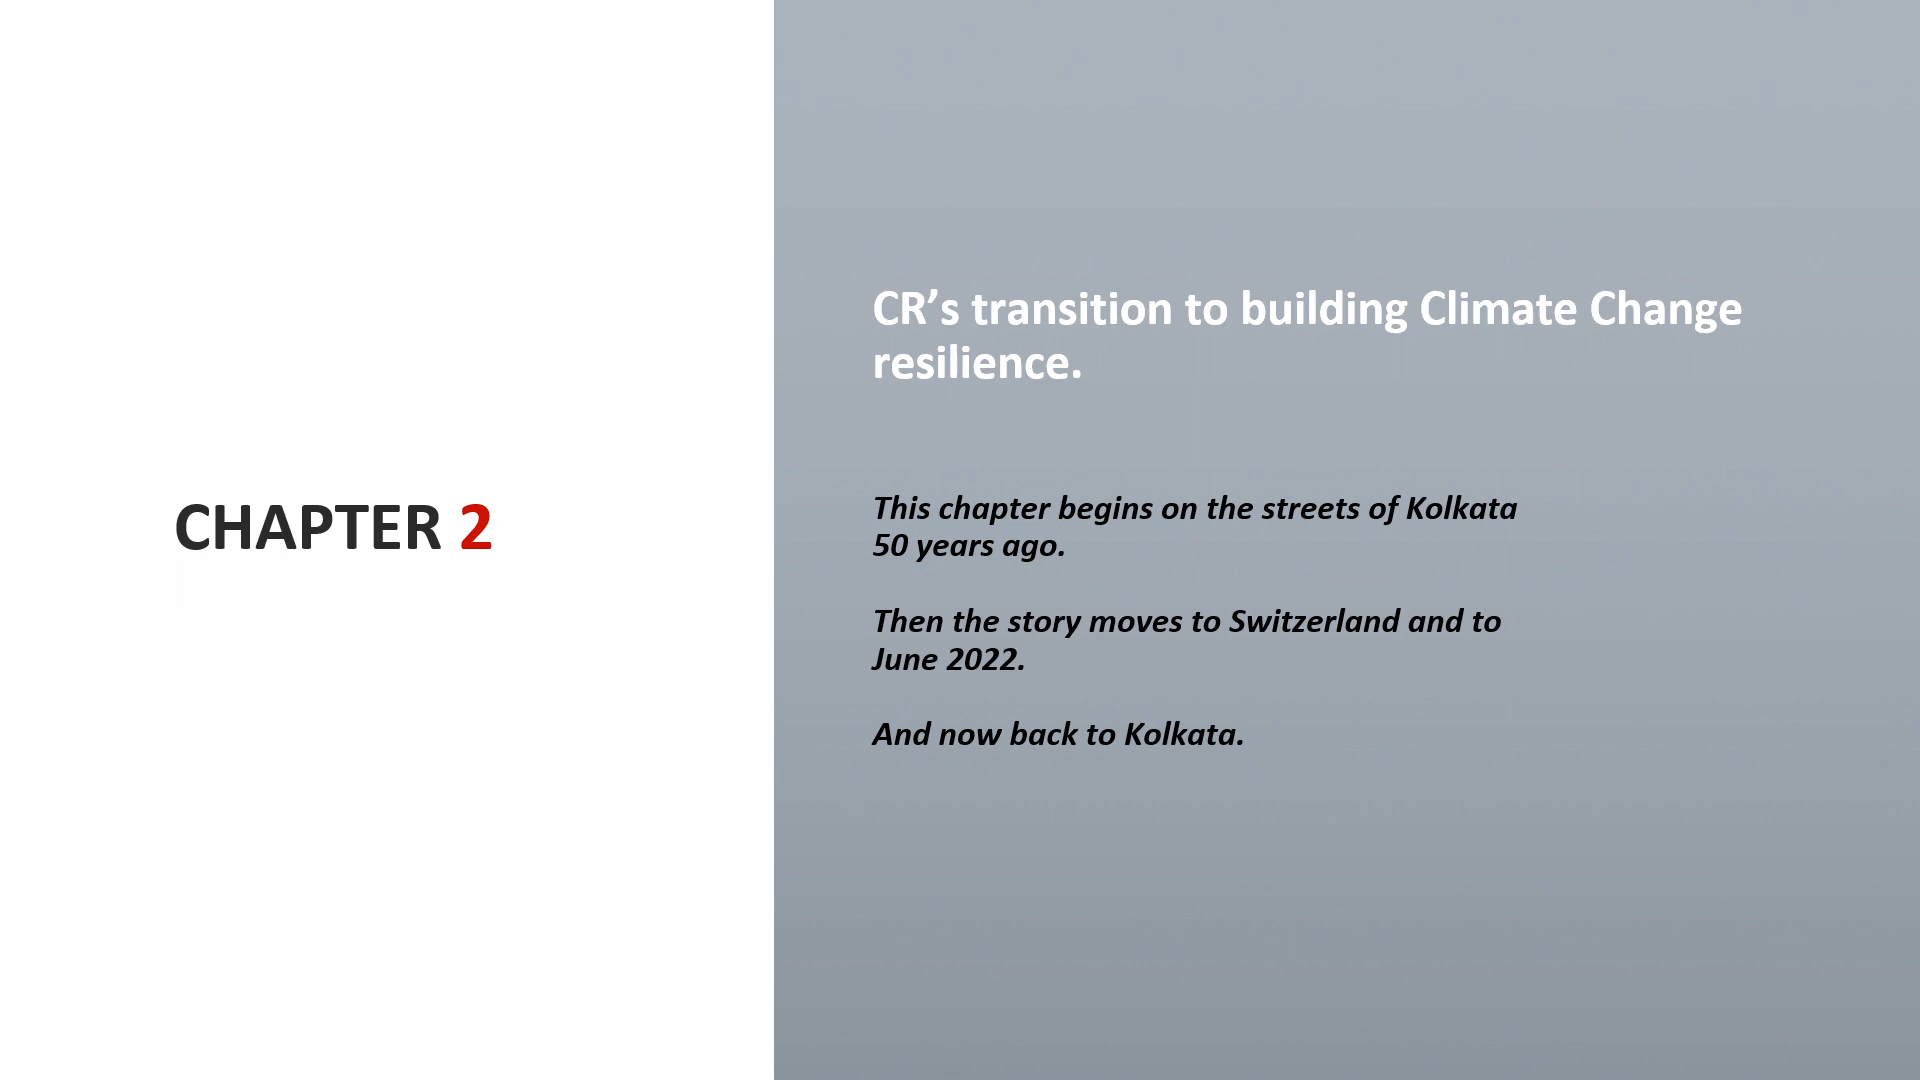 CHAPTER 2
CR’s transition to building Climate Change
resilience.
This chapter begins on the streets of Kolkata
50 years ago.
Then the story moves to Switzerland and to
June 2022.
And now back to Kolkata.